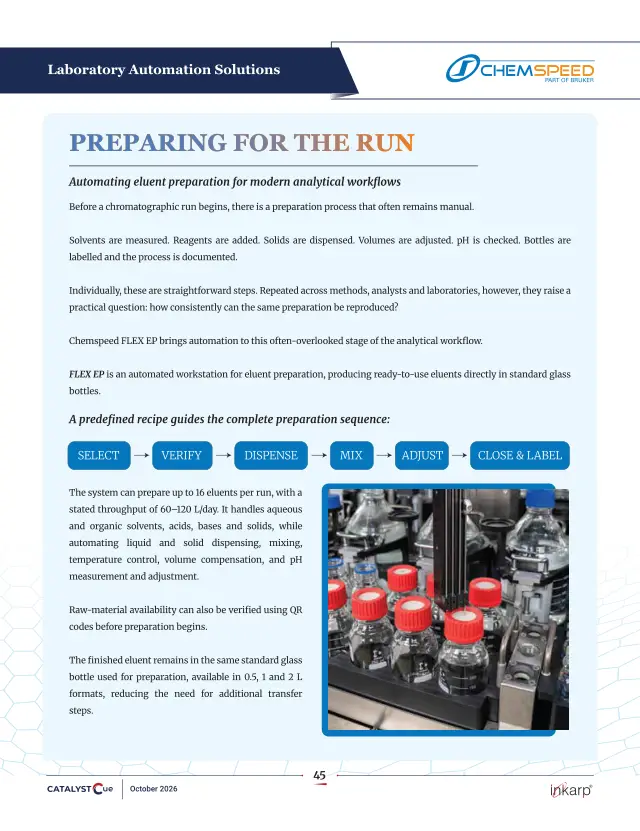 Laboratory Automation Solutions
CHEMSPEED
PART OF BRUKER
PREPARING FOR THE RUN
Automating eluent preparation for modern analytical workflows
Before a chromatographic run begins, there is a preparation process that often remains manual.
Solvents are measured. Reagents are added. Solids are dispensed. Volumes are adjusted. pH is checked. Bottles are
labelled and the process is documented.
Individually, these are straightforward steps. Repeated across methods, analysts and laboratories, however, they raise a
practical question: how consistently can the same preparation be reproduced?
Chemspeed FLEX EP brings automation to this often-overlooked stage of the analytical workflow.
FLEX EP is an automated workstation for eluent preparation, producing ready-to-use eluents directly in standard glass
bottles.
A predefined recipe guides the complete preparation sequence:
SELECT → VERIFY → DISPENSE → MIX → ADJUST → CLOSE & LABEL
The system can prepare up to 16 eluents per run, with a
stated throughput of 60–120 L/day. It handles aqueous
and organic solvents, acids, bases and solids, while
automating liquid and solid dispensing, mixing,
temperature control, volume compensation, and pH
measurement and adjustment.
Raw-material availability can also be verified using QR
codes before preparation begins.
The finished eluent remains in the same standard glass
bottle used for preparation, available in 0.5, 1 and 2 L
formats, reducing the need for additional transfer
steps.
45
CATALYST Cue
October 2026
inkarp®